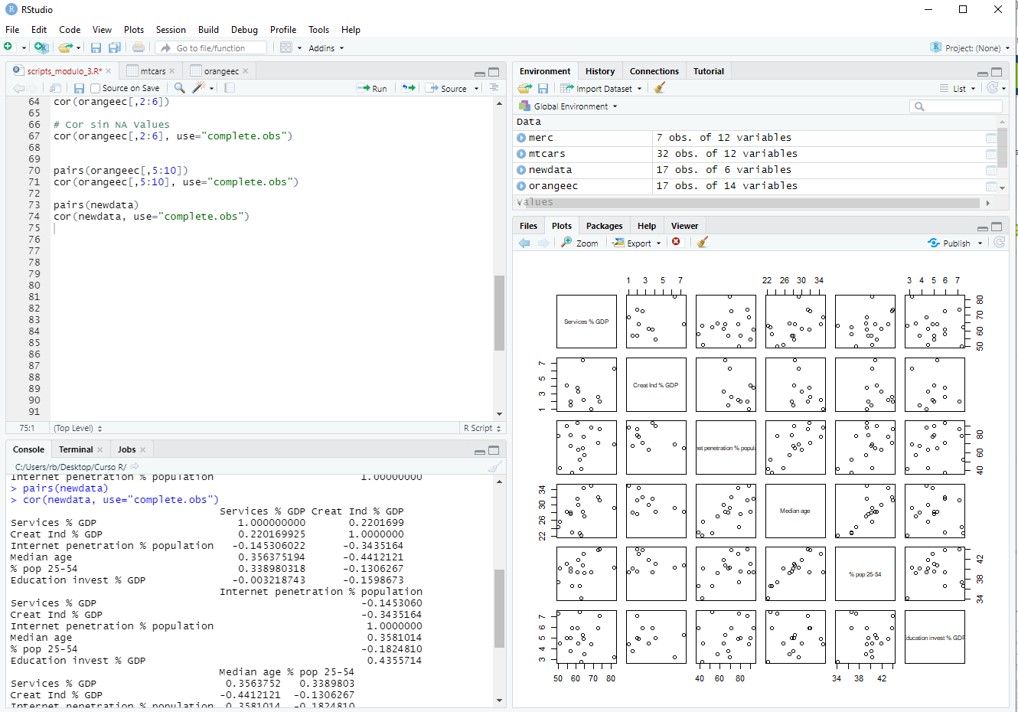 RStudio
File Edit Code View Plots Session Build Debug Profile Tools Help
Go to file/function Addins Project: (None)
scripts_modulo_3.R* mtcars orangeec
Source on Save Run Source
64 cor(orangeec[,2:6])
65
66 # Cor sin NA values
67 cor(orangeec[,2:6], use="complete.obs")
68
69
70 pairs(orangeec[,5:10])
71 cor(orangeec[,5:10], use="complete.obs")
72
73 pairs(newdata)
74 cor(newdata, use="complete.obs")
75
76
77
78
79
80
81
82
83
84
85
86
87
88
89
90
91
75:1 (Top Level) R Script
Console Terminal Jobs
C:/Users/rb/Desktop/Curso R/
Internet penetration % population 1.00000000
> pairs(newdata)
> cor(newdata, use="complete.obs")
Services % GDP Creat Ind % GDP
Services % GDP 1.000000000 0.2201699
Creat Ind % GDP 0.220169925 1.0000000
Internet penetration % population -0.145306022 -0.3435164
Median age 0.356375194 -0.4412121
% pop 25-54 0.338980318 -0.1306267
Education invest % GDP -0.003218743 -0.1598673
Internet penetration % population
Services % GDP -0.1453060
Creat Ind % GDP -0.3435164
Internet penetration % population 1.0000000
Median age 0.3581014
% pop 25-54 -0.1824810
Education invest % GDP 0.4355714
Median age % pop 25-54
Services % GDP 0.3563752 0.3389803
Creat Ind % GDP -0.4412121 -0.1306267
Internet penetration % population 0.3581014 -0.1824810
Environment History Connections Tutorial
Import Dataset List
Global Environment
Data
merc 7 obs. of 12 variables
mtcars 32 obs. of 12 variables
newdata 17 obs. of 6 variables
orangeec 17 obs. of 14 variables
Values
Files Plots Packages Help Viewer
Zoom Export Publish
1 3 5 7 22 26 30 34 3 4 5 6 7
Services % GDP
50 60 70 80
1 3 5 7
Creat Ind % GDP
et penetration % popul
40 60 80
22 26 30 34
Median age
% pop 25-54
34 38 42
3 4 5 6 7
ducation invest % GDP
50 60 70 80 40 60 80 34 38 42